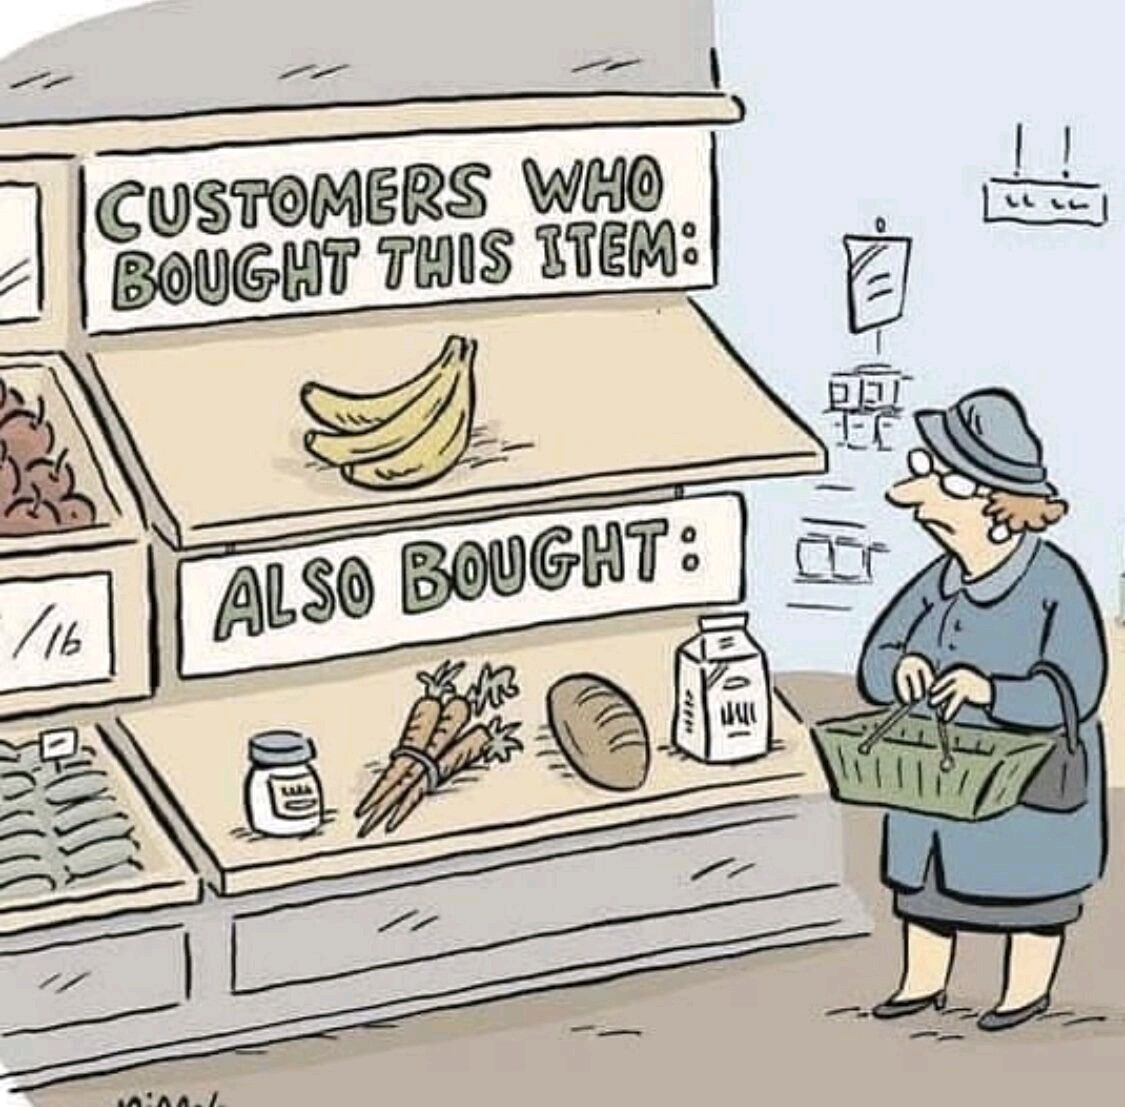 CUSTOMERS WHO
BOUGHT THIS ITEM:
ALSO BOUGHT:
/lb